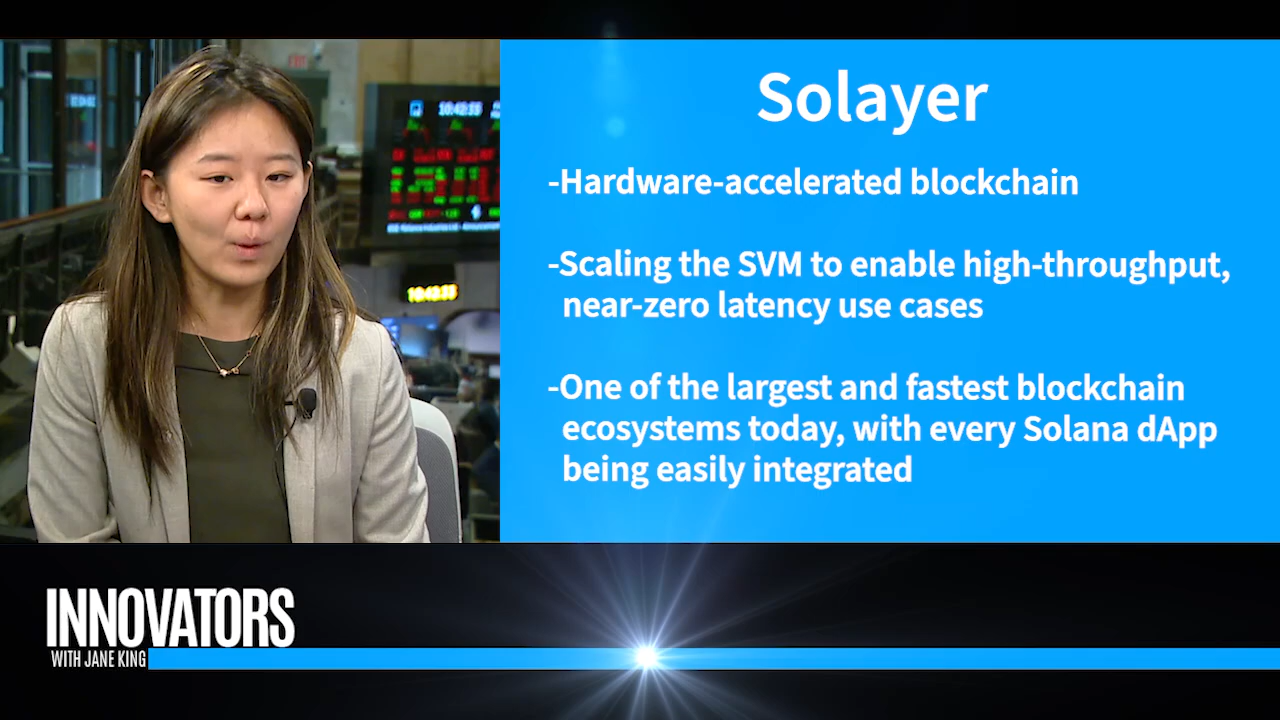 Solayer
-Hardware-accelerated blockchain
-Scaling the SVM to enable high-throughput,
near-zero latency use cases
-One of the largest and fastest blockchain
ecosystems today, with every Solana dApp
being easily integrated
INNOVATORS
WITH JANE KING